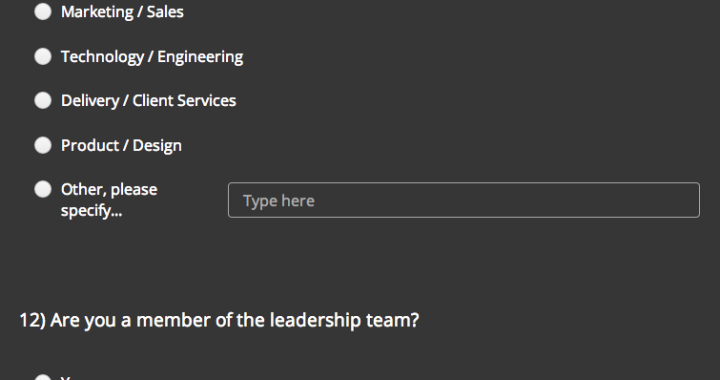 Marketing / Sales
Technology / Engineering
Delivery / Client Services
Product / Design
Other, please
specify...
Type here
12) Are you a member of the leadership team?